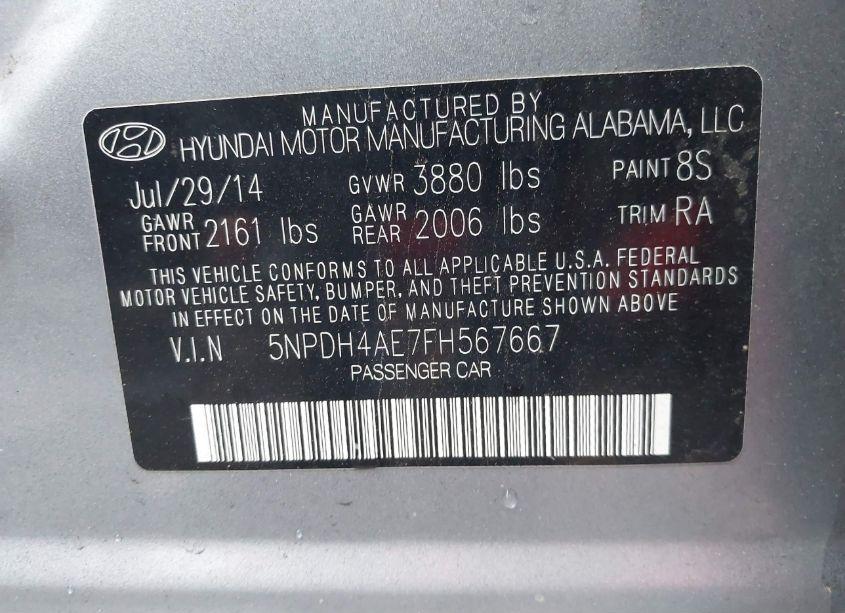 MANUFACTURED BY
HYUNDAI MOTOR MANUFACTURING ALABAMA, LLC
Jul/29/14 GVWR 3880 lbs PAINT 8S
GAWR FRONT 2161 lbs GAWR REAR 2006 lbs TRIM RA
THIS VEHICLE CONFORMS TO ALL APPLICABLE U.S.A. FEDERAL
MOTOR VEHICLE SAFETY, BUMPER, AND THEFT PREVENTION STANDARDS
IN EFFECT ON THE DATE OF MANUFACTURE SHOWN ABOVE
V.I.N 5NPDH4AE7FH567667
PASSENGER CAR